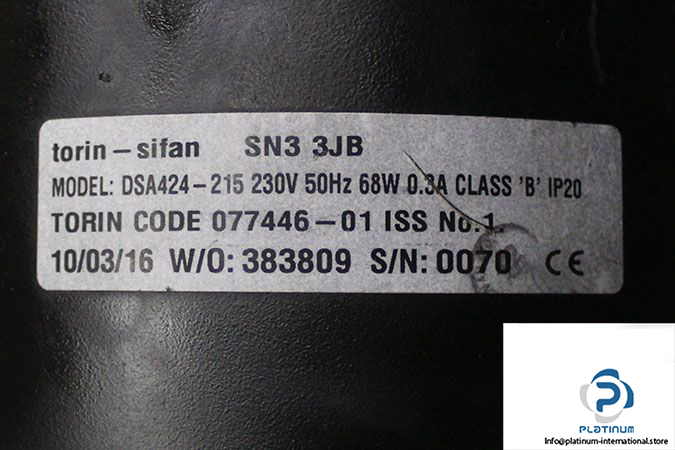 torin-sifan SN3 3JB
MODEL: DSA424-215 230V 50Hz 68W 0.3A CLASS 'B' IP20
TORIN CODE 077446-01 ISS No.1.
10/03/16 W/O: 383809 S/N: 0070 CE
PLATINUM
Info@platinum-international.store